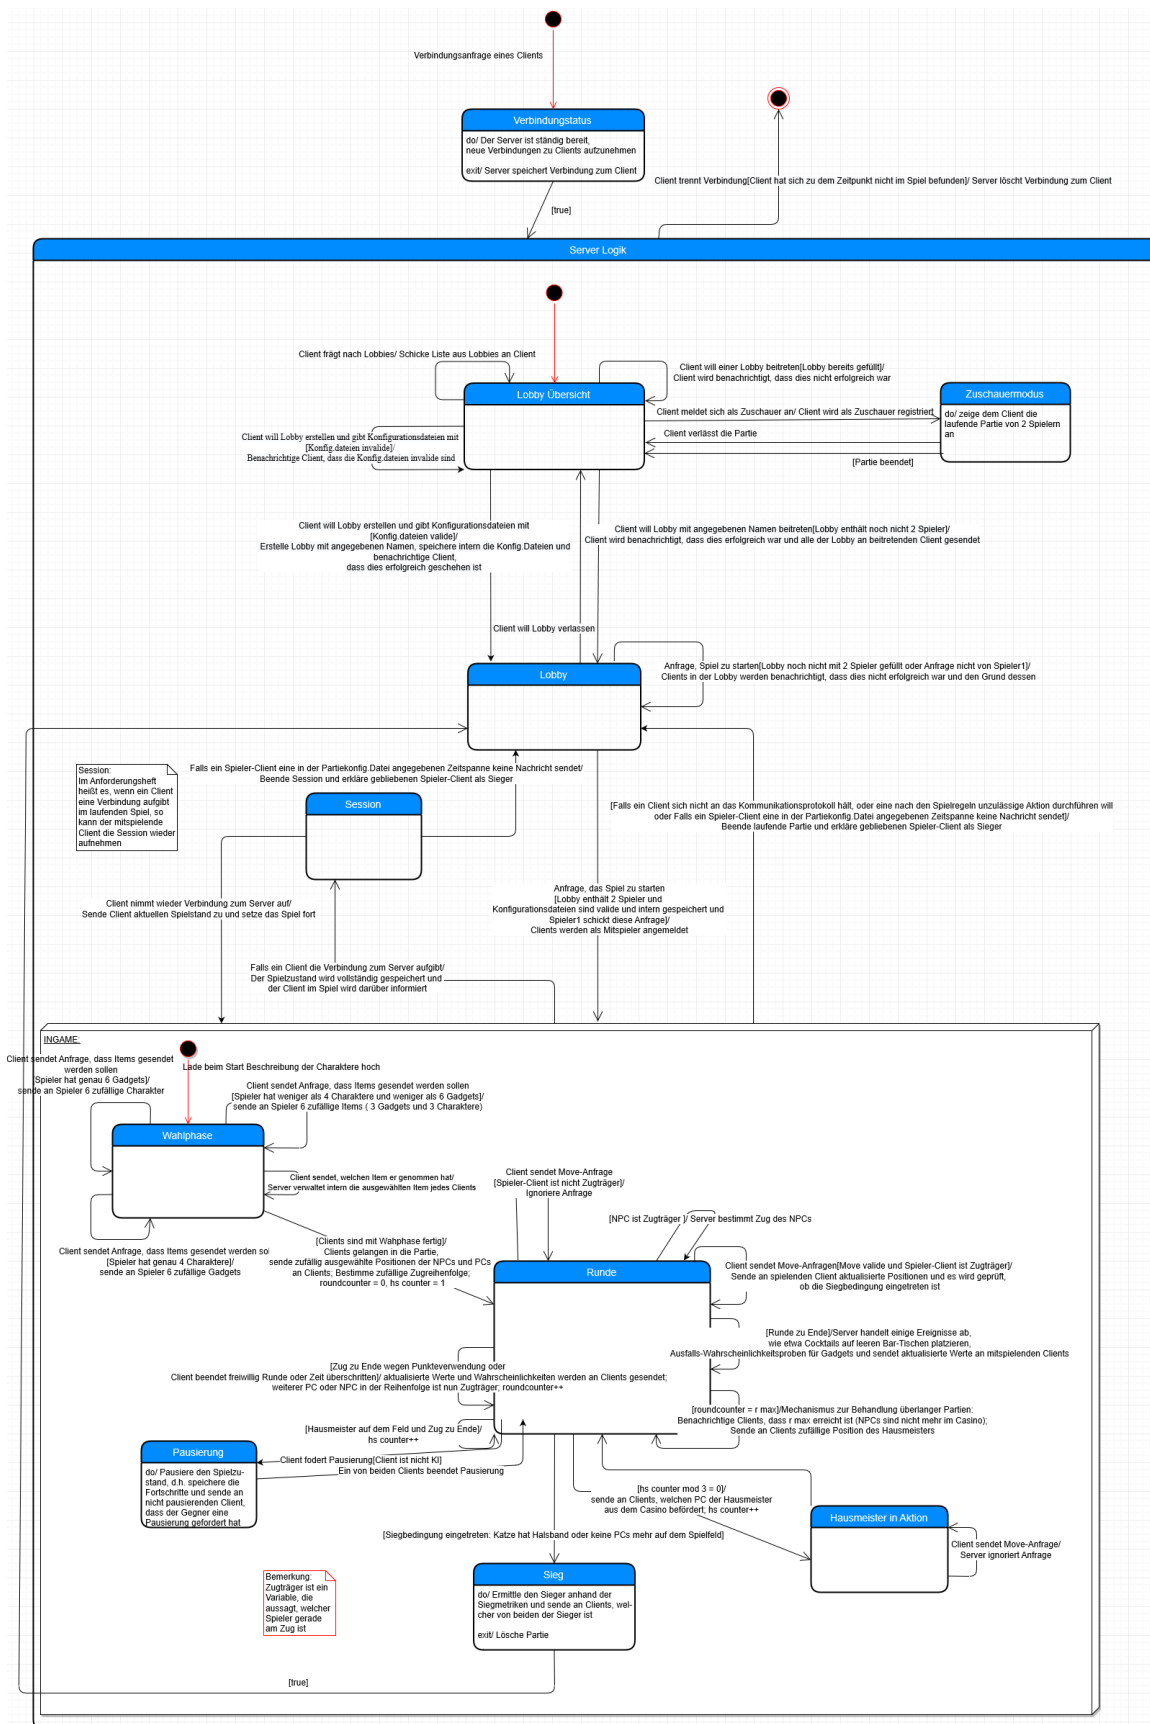 Verbindungsanfrage eines Clients
Verbindungstatus
do/ Der Server ist ständig bereit,
neue Verbindungen zu Clients aufzunehmen
exit/ Server speichert Verbindung zum Client
Client trennt Verbindung[Client hat sich zu dem Zeitpunkt nicht im Spiel befunden]/ Server löscht Verbindung zum Client
[true]
Server Logik
Client frägt nach Lobbies/ Schicke Liste aus Lobbies an Client
Client will einer Lobby beitreten[Lobby bereits gefüllt]/
Client wird benachrichtigt, dass dies nicht erfolgreich war
Lobby Übersicht
Zuschauermodus
do/ zeige dem Client die
laufende Partie von 2 Spielern
an
Client meldet sich als Zuschauer an/ Client wird als Zuschauer registriert
Client verlässt die Partie
[Partie beendet]
Client will Lobby erstellen und gibt Konfigurationsdateien mit
[Konfig.dateien invalide]/
Benachrichtige Client, dass die Konfig.dateien invalide sind
Client will Lobby erstellen und gibt Konfigurationsdateien mit
[Konfig.dateien valide]/
Erstelle Lobby mit angegebenen Namen, speichere intern die Konfig.Dateien und
benachrichtige Client,
dass dies erfolgreich geschehen ist
Client will Lobby mit angegebenen Namen beitreten[Lobby enthält noch nicht 2 Spieler]/
Client wird benachrichtigt, dass dies erfolgreich war und alle der Lobby an beitretenden Client gesendet
Client will Lobby verlassen
Lobby
Anfrage, Spiel zu starten[Lobby noch nicht mit 2 Spieler gefüllt oder Anfrage nicht von Spieler1]/
Clients in der Lobby werden benachrichtigt, dass dies nicht erfolgreich war und den Grund dessen
Session:
Im Anforderungsheft
heißt es, wenn ein Client
eine Verbindung aufgibt
im laufenden Spiel, so
kann der mitspielende
Client die Session wieder
aufnehmen
Falls ein Spieler-Client eine in der Partiekonfig.Datei angegebenen Zeitspanne keine Nachricht sendet/
Beende Session und erkläre gebliebenen Spieler-Client als Sieger
Session
[Falls ein Client sich nicht an das Kommunikationsprotokoll hält, oder eine nach den Spielregeln unzulässige Aktion durchführen will
oder Falls ein Spieler-Client eine in der Partiekonfig.Datei angegebenen Zeitspanne keine Nachricht sendet]/
Beende laufende Partie und erkläre gebliebenen Spieler-Client als Sieger
Client nimmt wieder Verbindung zum Server auf/
Sende Client aktuellen Spielstand zu und setze das Spiel fort
Anfrage, das Spiel zu starten
[Lobby enthält 2 Spieler und
Konfigurationsdateien sind valide und intern gespeichert und
Spieler1 schickt diese Anfrage]/
Clients werden als Mitspieler angemeldet
Falls ein Client die Verbindung zum Server aufgibt/
Der Spielzustand wird vollständig gespeichert und
der Client im Spiel wird darüber informiert
INGAME:
Client sendet Anfrage, dass Items gesendet
werden sollen
[Spieler hat genau 6 Gadgets]/
sende an Spieler 6 zufällige Charakter
Lade beim Start Beschreibung der Charaktere hoch
Client sendet Anfrage, dass Items gesendet werden sollen
[Spieler hat weniger als 4 Charaktere und weniger als 6 Gadgets]/
sende an Spieler 6 zufällige Items ( 3 Gadgets und 3 Charaktere)
Wahlphase
Client sendet, welchen Item er genommen hat/
Server verwaltet intern die ausgewählten Item jedes Clients
Client sendet Anfrage, dass Items gesendet werden sol
[Spieler hat genau 4 Charaktere]/
sende an Spieler 6 zufällige Gadgets
Client sendet Move-Anfrage
[Spieler-Client ist nicht Zugträger]/
Ignoriere Anfrage
[NPC ist Zugträger ]/ Server bestimmt Zug des NPCs
[Clients sind mit Wahphase fertig]/
Clients gelangen in die Partie,
sende zufällig ausgewählte Positionen der NPCs und PCs
an Clients; Bestimme zufällige Zugreihenfolge;
roundcounter = 0, hs counter = 1
Runde
Client sendet Move-Anfragen[Move valide und Spieler-Client ist Zugträger]/
Sende an spielenden Client aktualisierte Positionen und es wird geprüft,
ob die Siegbedingung eingetreten ist
[Runde zu Ende]/Server handelt einige Ereignisse ab,
wie etwa Cocktails auf leeren Bar-Tischen platzieren,
Ausfalls-Wahrscheinlichkeitsproben für Gadgets und sendet aktualisierte Werte an mitspielenden Clients
[Zug zu Ende wegen Punkteverwendung oder
Client beendet freiwillig Runde oder Zeit überschritten]/ aktualisierte Werte und Wahrscheinlichkeiten werden an Clients gesendet;
weiterer PC oder NPC in der Reihenfolge ist nun Zugträger; roundcounter++
[roundcounter = r max]/Mechanismus zur Behandlung überlanger Partien:
Benachrichtige Clients, dass r max erreicht ist (NPCs sind nicht mehr im Casino);
Sende an Clients zufällige Position des Hausmeisters
[Hausmeister auf dem Feld und Zug zu Ende]/
hs counter++
Pausierung
do/ Pausiere den Spielzu-
stand, d.h. speichere die
Fortschritte und sende an
nicht pausierenden Client,
dass der Gegner eine
Pausierung gefordert hat
Client fodert Pausierung[Client ist nicht KI]
Ein von beiden Clients beendet Pausierung
[hs counter mod 3 = 0]/
sende an Clients, welchen PC der Hausmeister
aus dem Casino befördert; hs counter++
Hausmeister in Aktion
Client sendet Move-Anfrage/
Server ignoriert Anfrage
[Siegbedingung eingetreten: Katze hat Halsband oder keine PCs mehr auf dem Spielfeld]
Bemerkung:
Zugträger ist ein
Variable, die
aussagt, welcher
Spieler gerade
am Zug ist
Sieg
do/ Ermittle den Sieger anhand der
Siegmetriken und sende an Clients, wel-
cher von beiden der Sieger ist
exit/ Lösche Partie
[true]